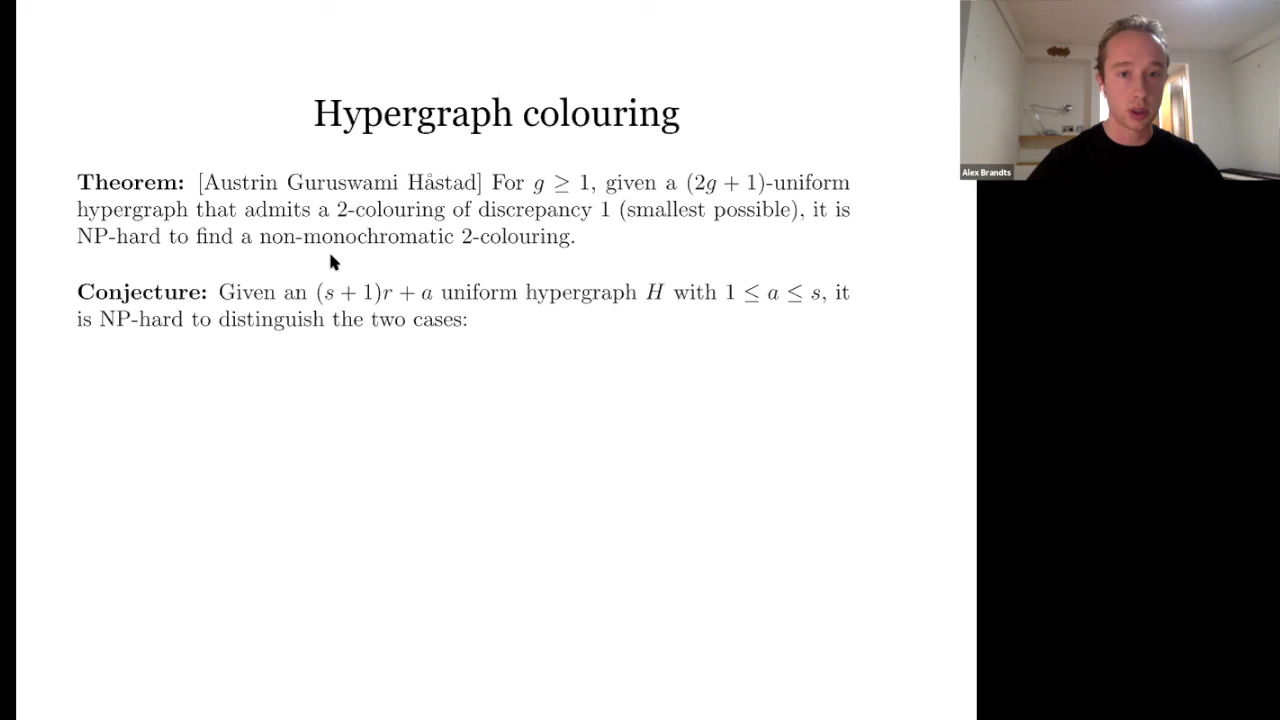 Hypergraph colouring
Theorem: [Austrin Guruswami Håstad] For g ≥ 1, given a (2g + 1)-uniform
hypergraph that admits a 2-colouring of discrepancy 1 (smallest possible), it is
NP-hard to find a non-monochromatic 2-colouring.
Conjecture: Given an (s + 1)r + a uniform hypergraph H with 1 ≤ a ≤ s, it
is NP-hard to distinguish the two cases:
Alex Brandts